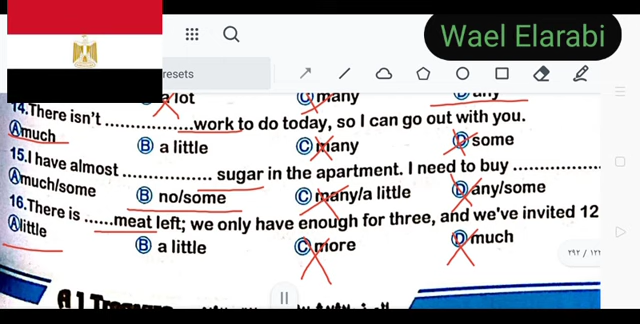 Wael Elarabi
resets
a lot Ⓒ many Ⓓ any
14.There isn't ..................work to do today, so I can go out with you.
Ⓐmuch Ⓑ a little Ⓒ many Ⓓ some
15.I have almost .................. sugar in the apartment. I need to buy ..................
Ⓐmuch/some Ⓑ no/some Ⓒ many/a little Ⓓ any/some
16.There is ......meat left; we only have enough for three, and we've invited 12
Ⓐlittle Ⓑ a little Ⓒ more Ⓓ much
٢٩٢ / ١٢٢